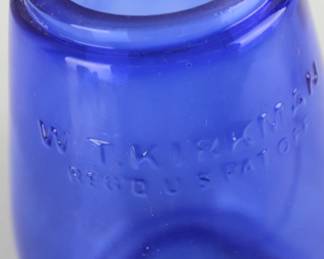 W.T. KIRKMAN
REGD U S PAT OFF